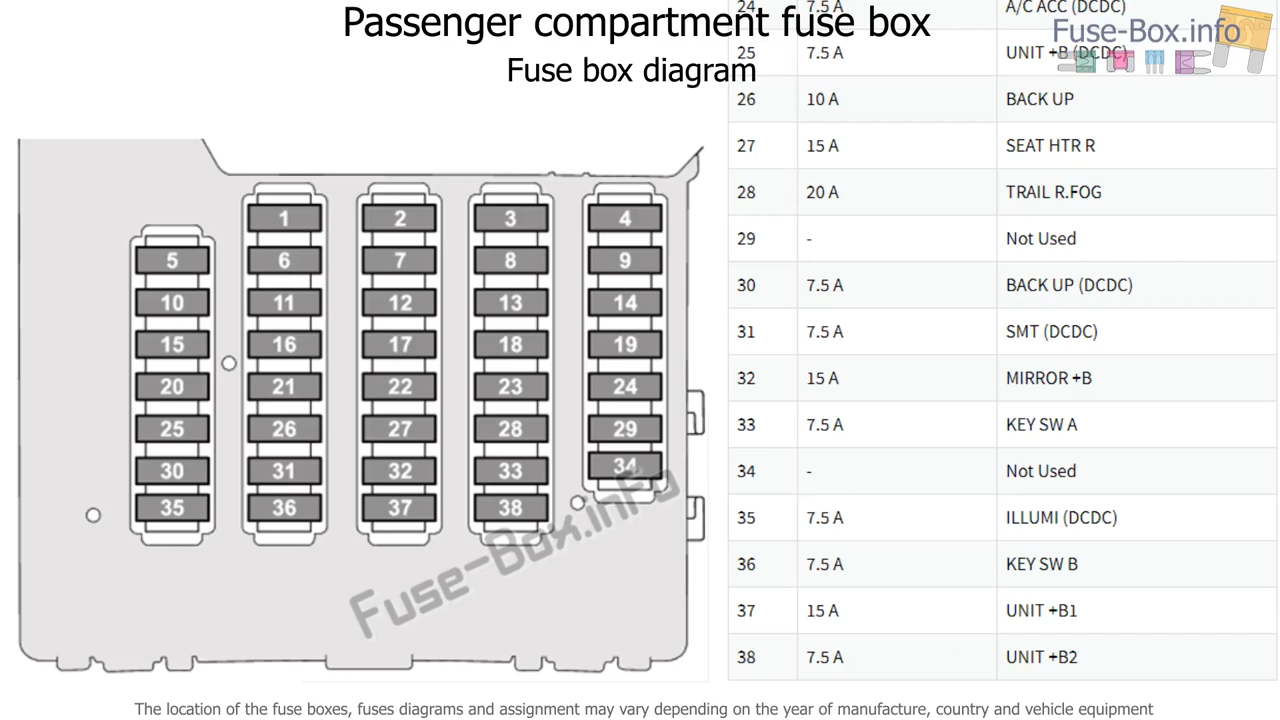 Passenger compartment fuse box
Fuse box diagram
Fuse-Box.info
1 2 3 4
5 6 7 8 9
10 11 12 13 14
15 16 17 18 19
20 21 22 23 24
25 26 27 28 29
30 31 32 33 34
35 36 37 38
Fuse-Box.info
24 7.5 A A/C ACC (DCDC)
25 7.5 A UNIT +B (DCDC)
26 10 A BACK UP
27 15 A SEAT HTR R
28 20 A TRAIL R.FOG
29 - Not Used
30 7.5 A BACK UP (DCDC)
31 7.5 A SMT (DCDC)
32 15 A MIRROR +B
33 7.5 A KEY SW A
34 - Not Used
35 7.5 A ILLUMI (DCDC)
36 7.5 A KEY SW B
37 15 A UNIT +B1
38 7.5 A UNIT +B2
The location of the fuse boxes, fuses diagrams and assignment may vary depending on the year of manufacture, country and vehicle equipment